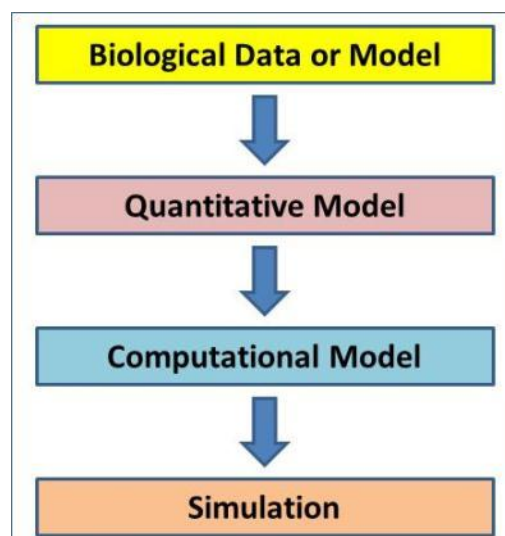 Biological Data or Model
Quantitative Model
Computational Model
Simulation